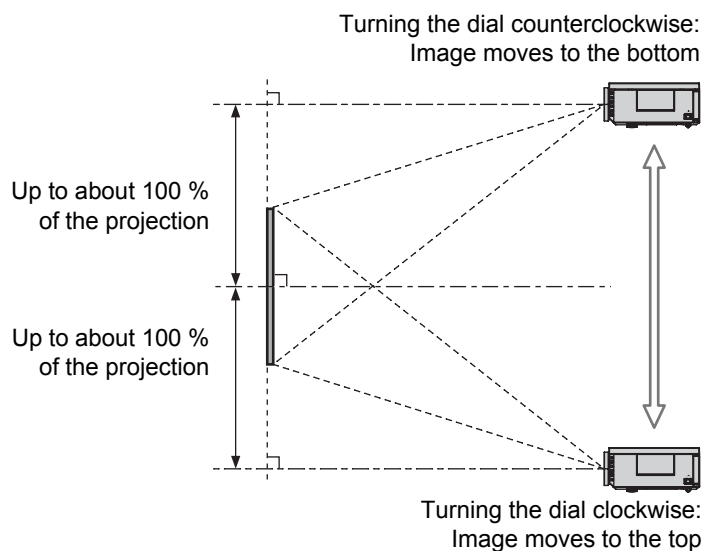 Turning the dial counterclockwise:
Image moves to the bottom
Up to about 100 %
of the projection
Up to about 100 %
of the projection
Turning the dial clockwise:
Image moves to the top